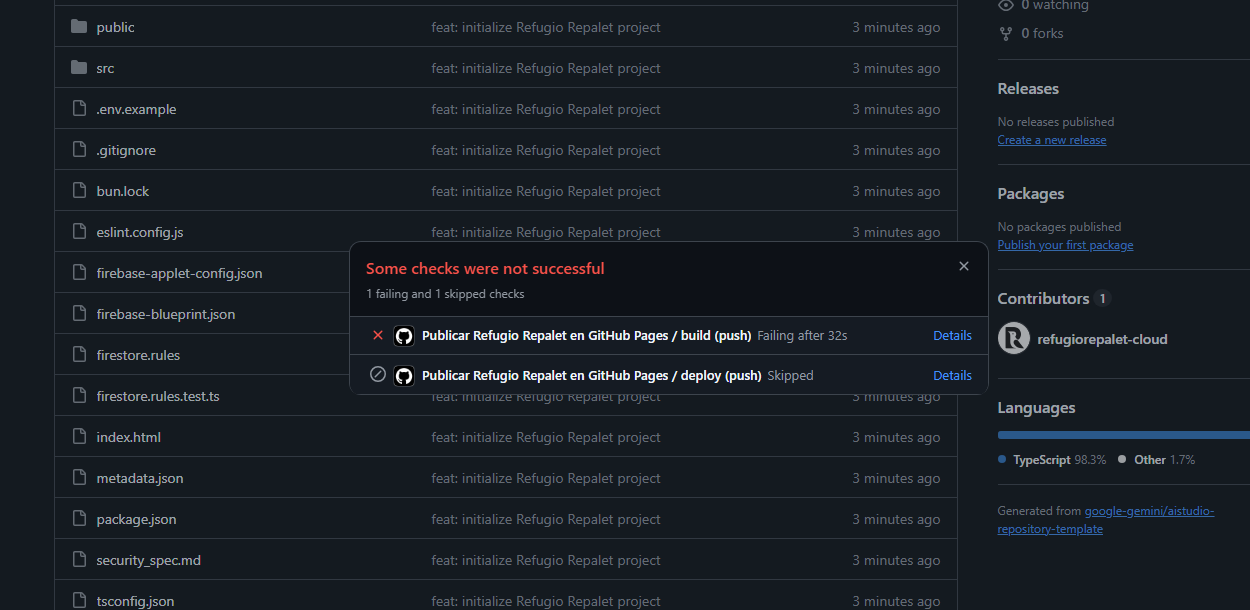 0 watching
public feat: initialize Refugio Repalet project 3 minutes ago
0 forks
src feat: initialize Refugio Repalet project 3 minutes ago
Releases
.env.example feat: initialize Refugio Repalet project 3 minutes ago
No releases published
Create a new release
.gitignore feat: initialize Refugio Repalet project 3 minutes ago
bun.lock feat: initialize Refugio Repalet project 3 minutes ago
Packages
No packages published
eslint.config.js feat: initialize Refugio Repalet project 3 minutes ago
Publish your first package
firebase-applet-config.json
Some checks were not successful
1 failing and 1 skipped checks
Contributors 1
firebase-blueprint.json
Publicar Refugio Repalet en GitHub Pages / build (push) Failing after 32s Details
refugiorepalet-cloud
firestore.rules
Publicar Refugio Repalet en GitHub Pages / deploy (push) Skipped Details
firestore.rules.test.ts feat: initialize Refugio Repalet project 3 minutes ago
Languages
index.html feat: initialize Refugio Repalet project 3 minutes ago
TypeScript 98.3% Other 1.7%
metadata.json feat: initialize Refugio Repalet project 3 minutes ago
Generated from google-gemini/aistudio-
repository-template
package.json feat: initialize Refugio Repalet project 3 minutes ago
security_spec.md feat: initialize Refugio Repalet project 3 minutes ago
tsconfig.json feat: initialize Refugio Repalet project 3 minutes ago